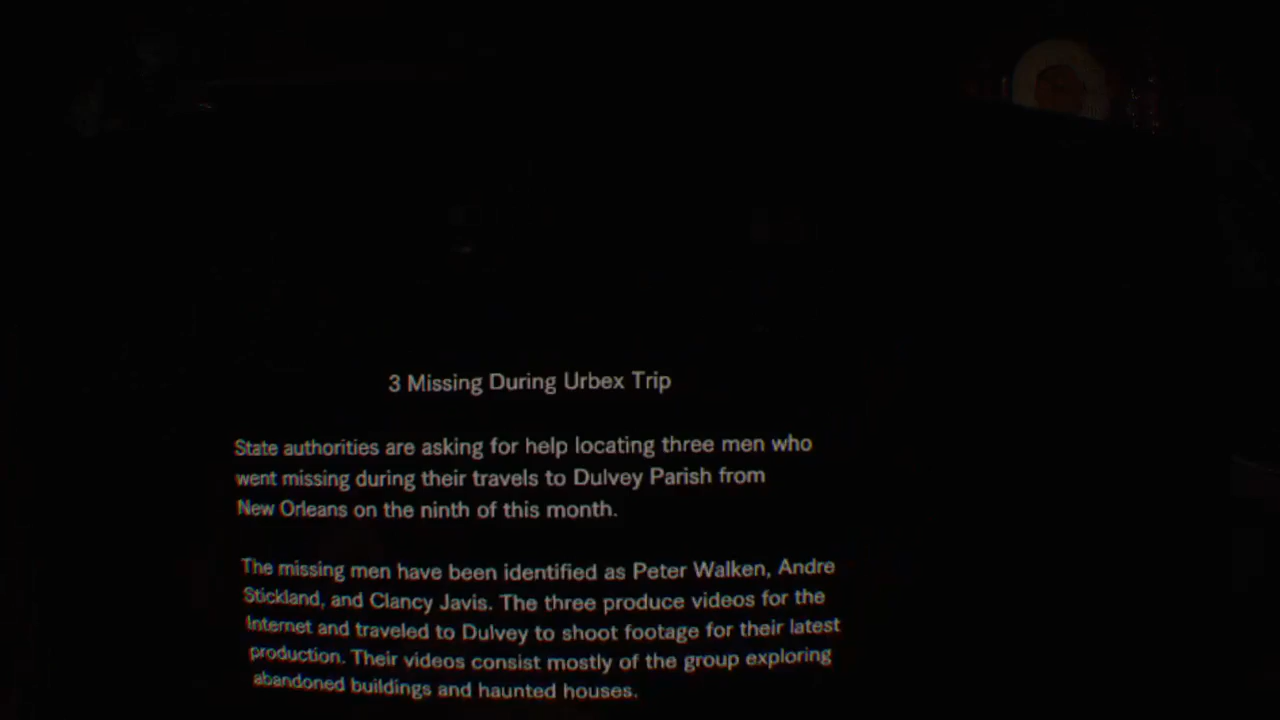 3 Missing During Urbex Trip
State authorities are asking for help locating three men who
went missing during their travels to Dulvey Parish from
New Orleans on the ninth of this month.
The missing men have been identified as Peter Walken, Andre
Stickland, and Clancy Javis. The three produce videos for the
Internet and traveled to Dulvey to shoot footage for their latest
production. Their videos consist mostly of the group exploring
abandoned buildings and haunted houses.